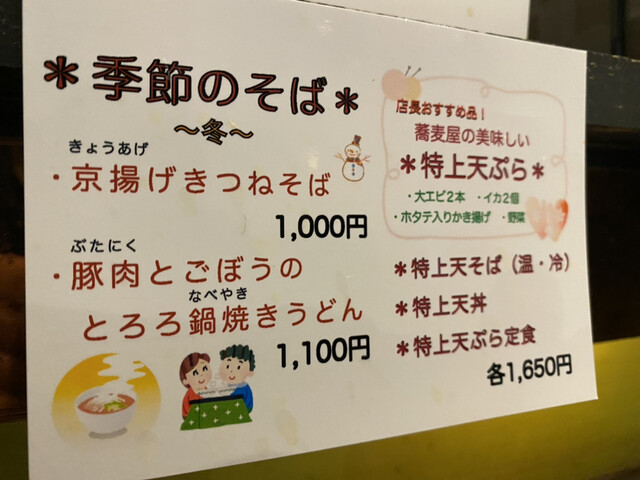 ＊季節のそば＊
～冬～
きょうあげ
・京揚げきつねそば
1,000円
ぶたにく
・豚肉とごぼうの
なべやき
とろろ鍋焼きうどん
1,100円
店長おすすめ品！
蕎麦屋の美味しい
＊特上天ぷら＊
・大エビ2本 ・イカ2個
・ホタテ入りかき揚げ ・野菜
＊特上天そば（温・冷）
＊特上天丼
＊特上天ぷら定食
各1,650円